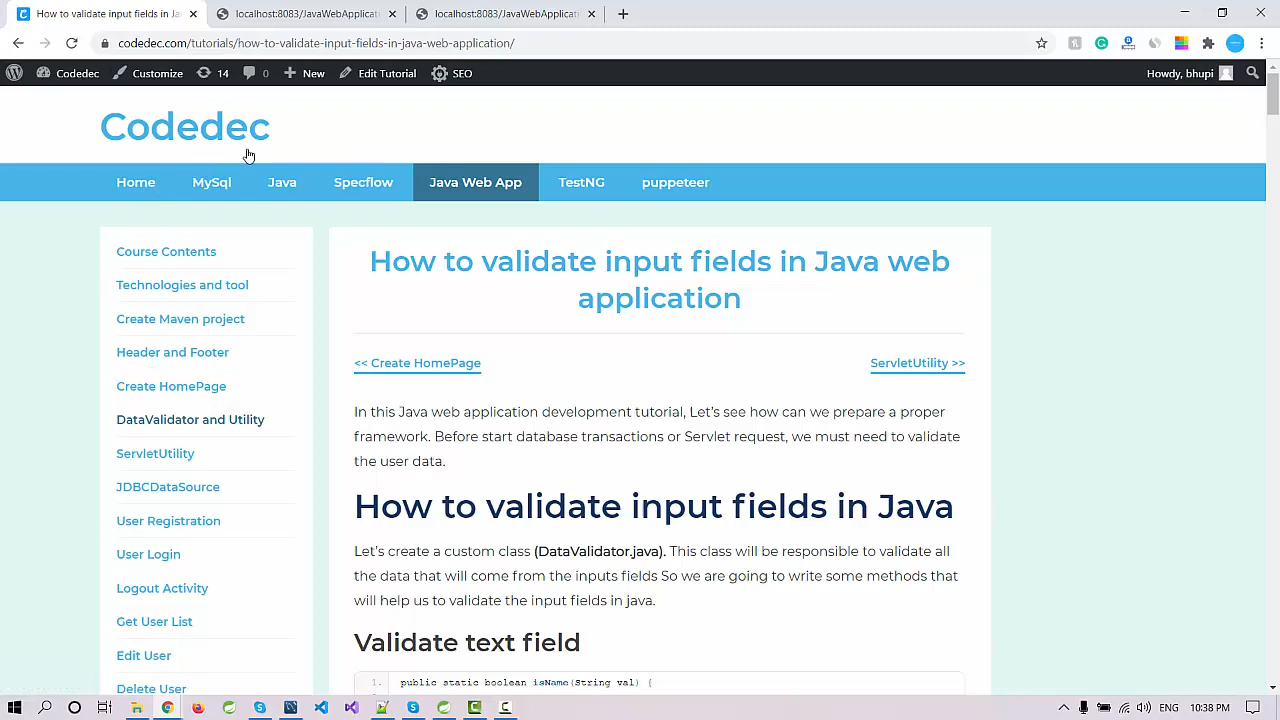 How to validate input fields in Ja
localhost:8083/JavaWebApplicat
localhost:8083/JavaWebApplicati
codedec.com/tutorials/how-to-validate-input-fields-in-java-web-application/
Codedec Customize 14 0 New Edit Tutorial SEO Howdy, bhupi
Codedec
Home MySql Java Specflow Java Web App TestNG puppeteer
Course Contents
Technologies and tool
Create Maven project
Header and Footer
Create HomePage
DataValidator and Utility
ServletUtility
JDBCDataSource
User Registration
User Login
Logout Activity
Get User List
Edit User
Delete User
How to validate input fields in Java web
application
<< Create HomePage ServletUtility >>
In this Java web application development tutorial, Let's see how can we prepare a proper
framework. Before start database transactions or Servlet request, we must need to validate
the user data.
How to validate input fields in Java
Let's create a custom class (DataValidator.java). This class will be responsible to validate all
the data that will come from the inputs fields So we are going to write some methods that
will help us to validate the input fields in java.
Validate text field
1. public static boolean isName(String val) {
10:38 PM